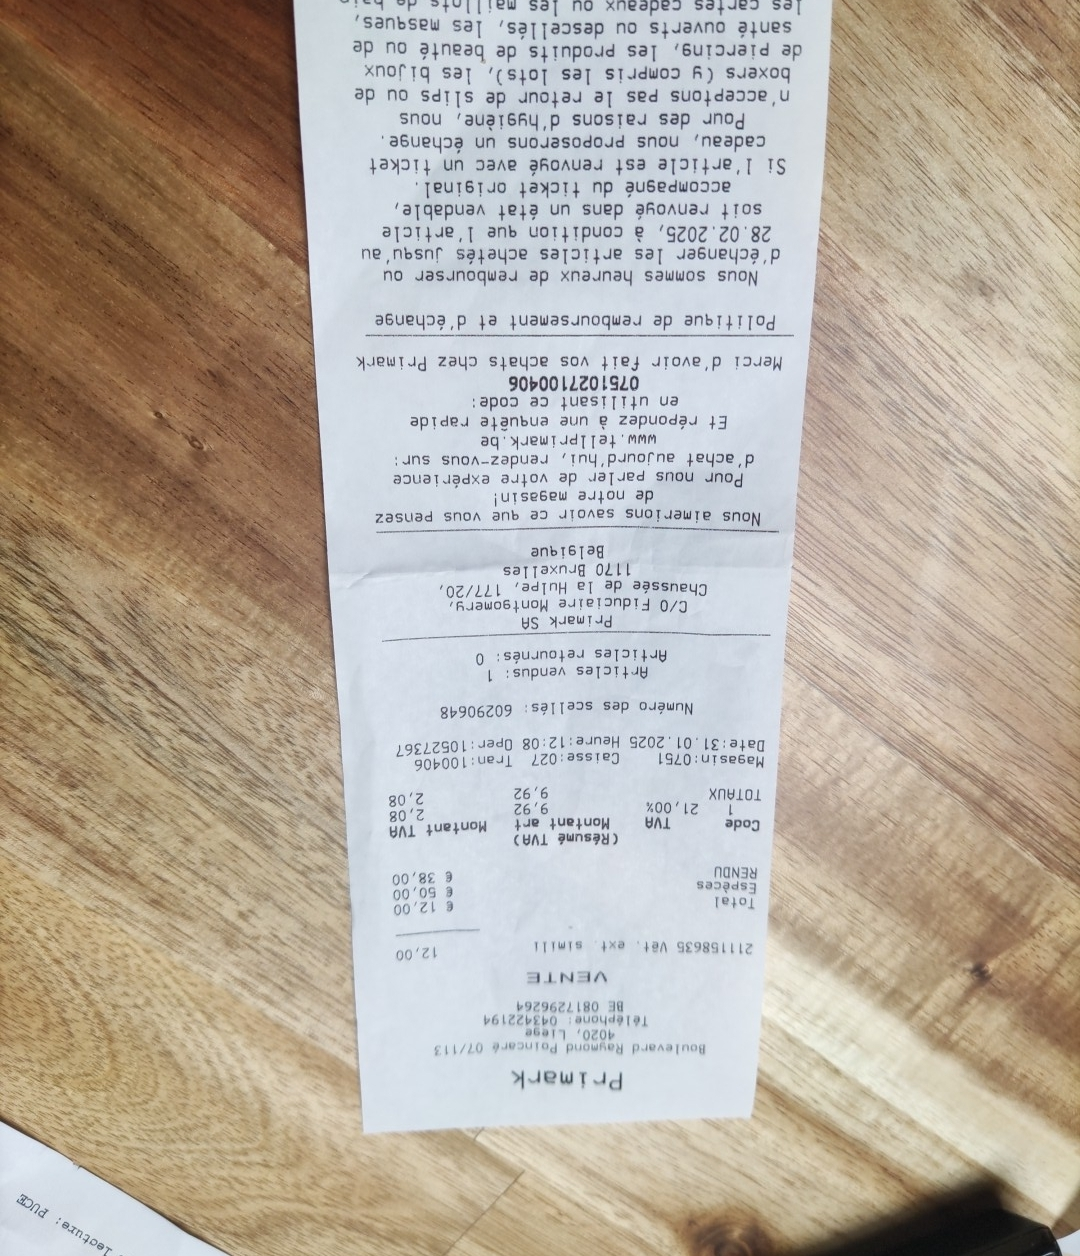 Primark
Boulevard Raymond Poincaré 07/113
4020, Liege
Téléphone: 043422194
BE 0817296264
VENTE
211158635 Vêt. ext. simili 12,00
Total € 12,00
Espèces € 50,00
RENDU € 38,00
(Résumé TVA)
Code TVA Montant art Montant TVA
1 21,00% 9,92 2,08
TOTAUX 9,92 2,08
Magasin:0751 Caisse:027 Tran:100406
Date:31.01.2025 Heure:12:08 Oper:10527367
Numéro des scellés: 60290648
Articles vendus: 1
Articles retournés: 0
Primark SA
C/O Fiduciaire Montgomery,
Chaussée de la Hulpe, 177/20,
1170 Bruxelles
Belgique
Nous aimerions savoir ce que vous pensez
de notre magasin!
Pour nous parler de votre expérience
d'achat aujourd'hui, rendez-vous sur:
www.tellprimark.be
Et répondez à une enquête rapide
en utilisant ce code:
0751027100406
Merci d'avoir fait vos achats chez Primark
Politique de remboursement et d'échange
Nous sommes heureux de rembourser ou
d'échanger les articles achetés jusqu'au
28.02.2025, à condition que l'article
soit renvoyé dans un état vendable,
accompagné du ticket original.
Si l'article est renvoyé avec un ticket
cadeau, nous proposerons un échange.
Pour des raisons d'hygiène, nous
n'acceptons pas le retour de slips ou de
boxers (y compris les lots), les bijoux
de piercing, les produits de beauté ou de
santé ouverts ou descellés, les masques,
les cartes cadeaux ou les maillots de bain
lecture: PUCE